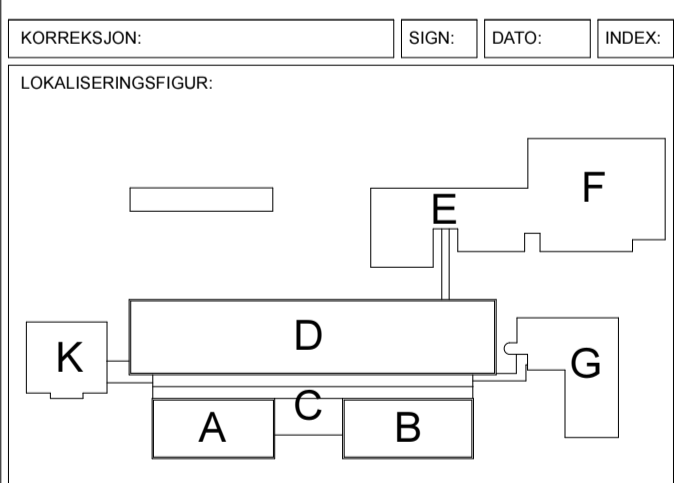 KORREKSJON: SIGN: DATO: INDEX:
LOKALISERINGSFIGUR:
F
E
D
K
G
C
A
B